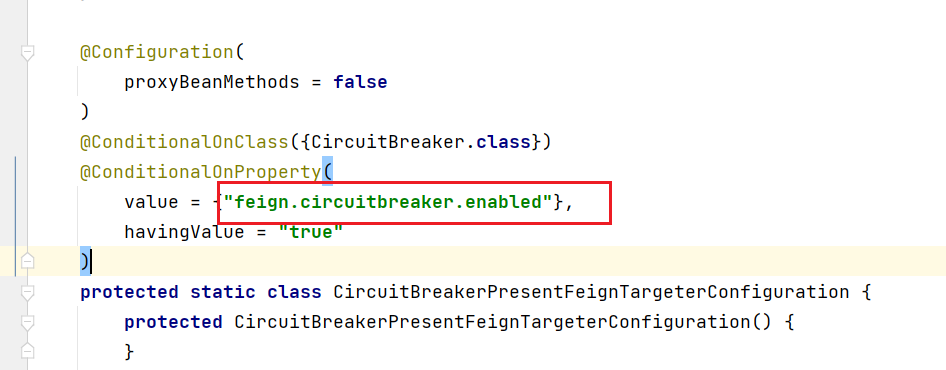 @Configuration(
proxyBeanMethods = false
)
@ConditionalOnClass({CircuitBreaker.class})
@ConditionalOnProperty(
value = {"feign.circuitbreaker.enabled"},
havingValue = "true"
)
protected static class CircuitBreakerPresentFeignTargeterConfiguration {
protected CircuitBreakerPresentFeignTargeterConfiguration() {
}